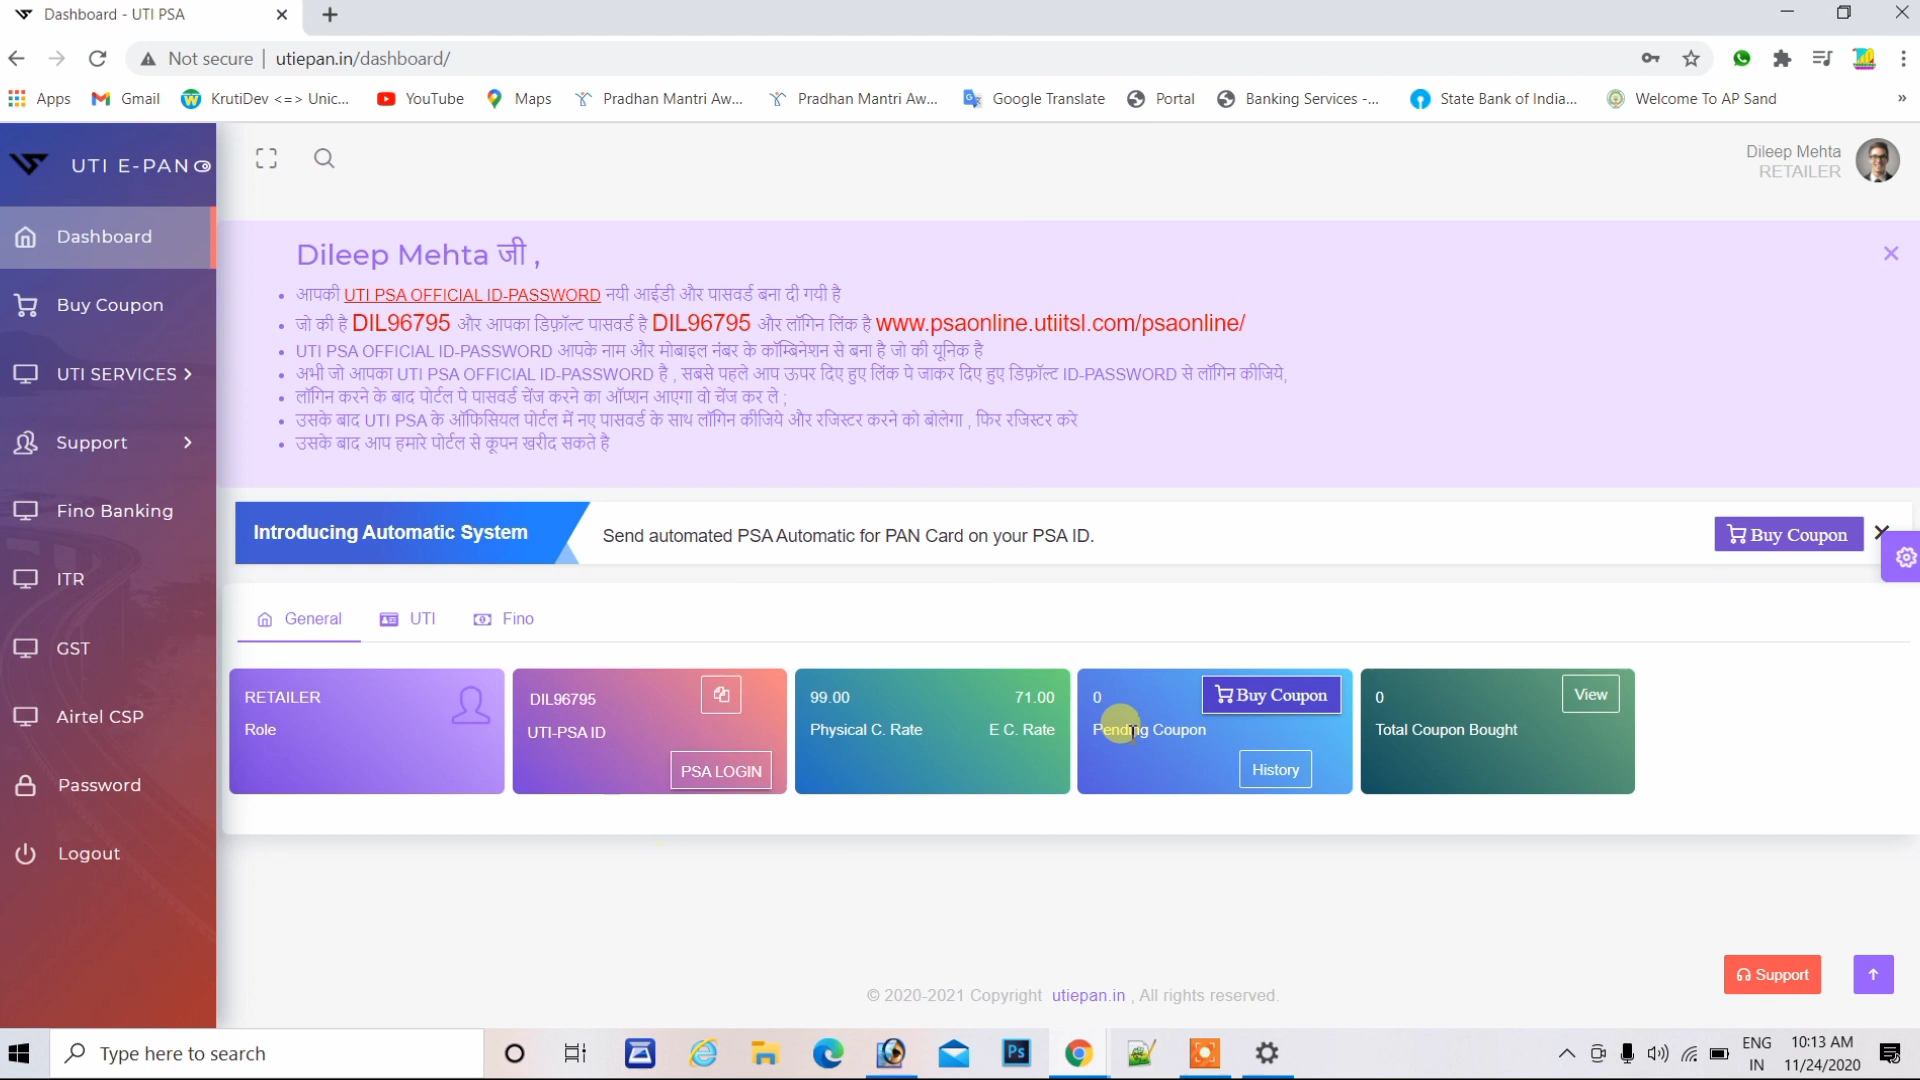 Dashboard - UTI PSA
Not secure | utiepan.in/dashboard/
Apps Gmail KrutiDev <=> Unic... YouTube Maps Pradhan Mantri Aw... Pradhan Mantri Aw... Google Translate Portal Banking Services -... State Bank of India... Welcome To AP Sand »
UTI E-PAN
Dileep Mehta
RETAILER
Dashboard
Buy Coupon
UTI SERVICES
Support
Fino Banking
ITR
GST
Airtel CSP
Password
Logout
Dileep Mehta जी ,
आपकी UTI PSA OFFICIAL ID-PASSWORD नयी आईडी और पासवर्ड बना दी गयी है
जो की है DIL96795 और आपका डिफ़ॉल्ट पासवर्ड है DIL96795 और लॉगिन लिंक है www.psaonline.utiitsl.com/psaonline/
UTI PSA OFFICIAL ID-PASSWORD आपके नाम और मोबाइल नंबर के कॉम्बिनेशन से बना है जो की यूनिक है
अभी जो आपका UTI PSA OFFICIAL ID-PASSWORD है , सबसे पहले आप ऊपर दिए हुए लिंक पे जाकर दिए हुए डिफ़ॉल्ट ID-PASSWORD से लॉगिन कीजिये,
लॉगिन करने के बाद पोर्टल पे पासवर्ड चेंज करने का ऑप्शन आएगा वो चेंज कर ले ;
उसके बाद UTI PSA के ऑफिसियल पोर्टल में नए पासवर्ड के साथ लॉगिन कीजिये और रजिस्टर करने को बोलेगा , फिर रजिस्टर करे
उसके बाद आप हमारे पोर्टल से कूपन खरीद सकते है
Introducing Automatic System
Send automated PSA Automatic for PAN Card on your PSA ID.
Buy Coupon
General UTI Fino
RETAILER
Role
DIL96795
UTI-PSA ID
PSA LOGIN
99.00 71.00
Physical C. Rate E C. Rate
0 Buy Coupon
Pending Coupon
History
0 View
Total Coupon Bought
Support
© 2020-2021 Copyright utiepan.in , All rights reserved.
Type here to search
Ps
ENG
IN
10:13 AM
11/24/2020